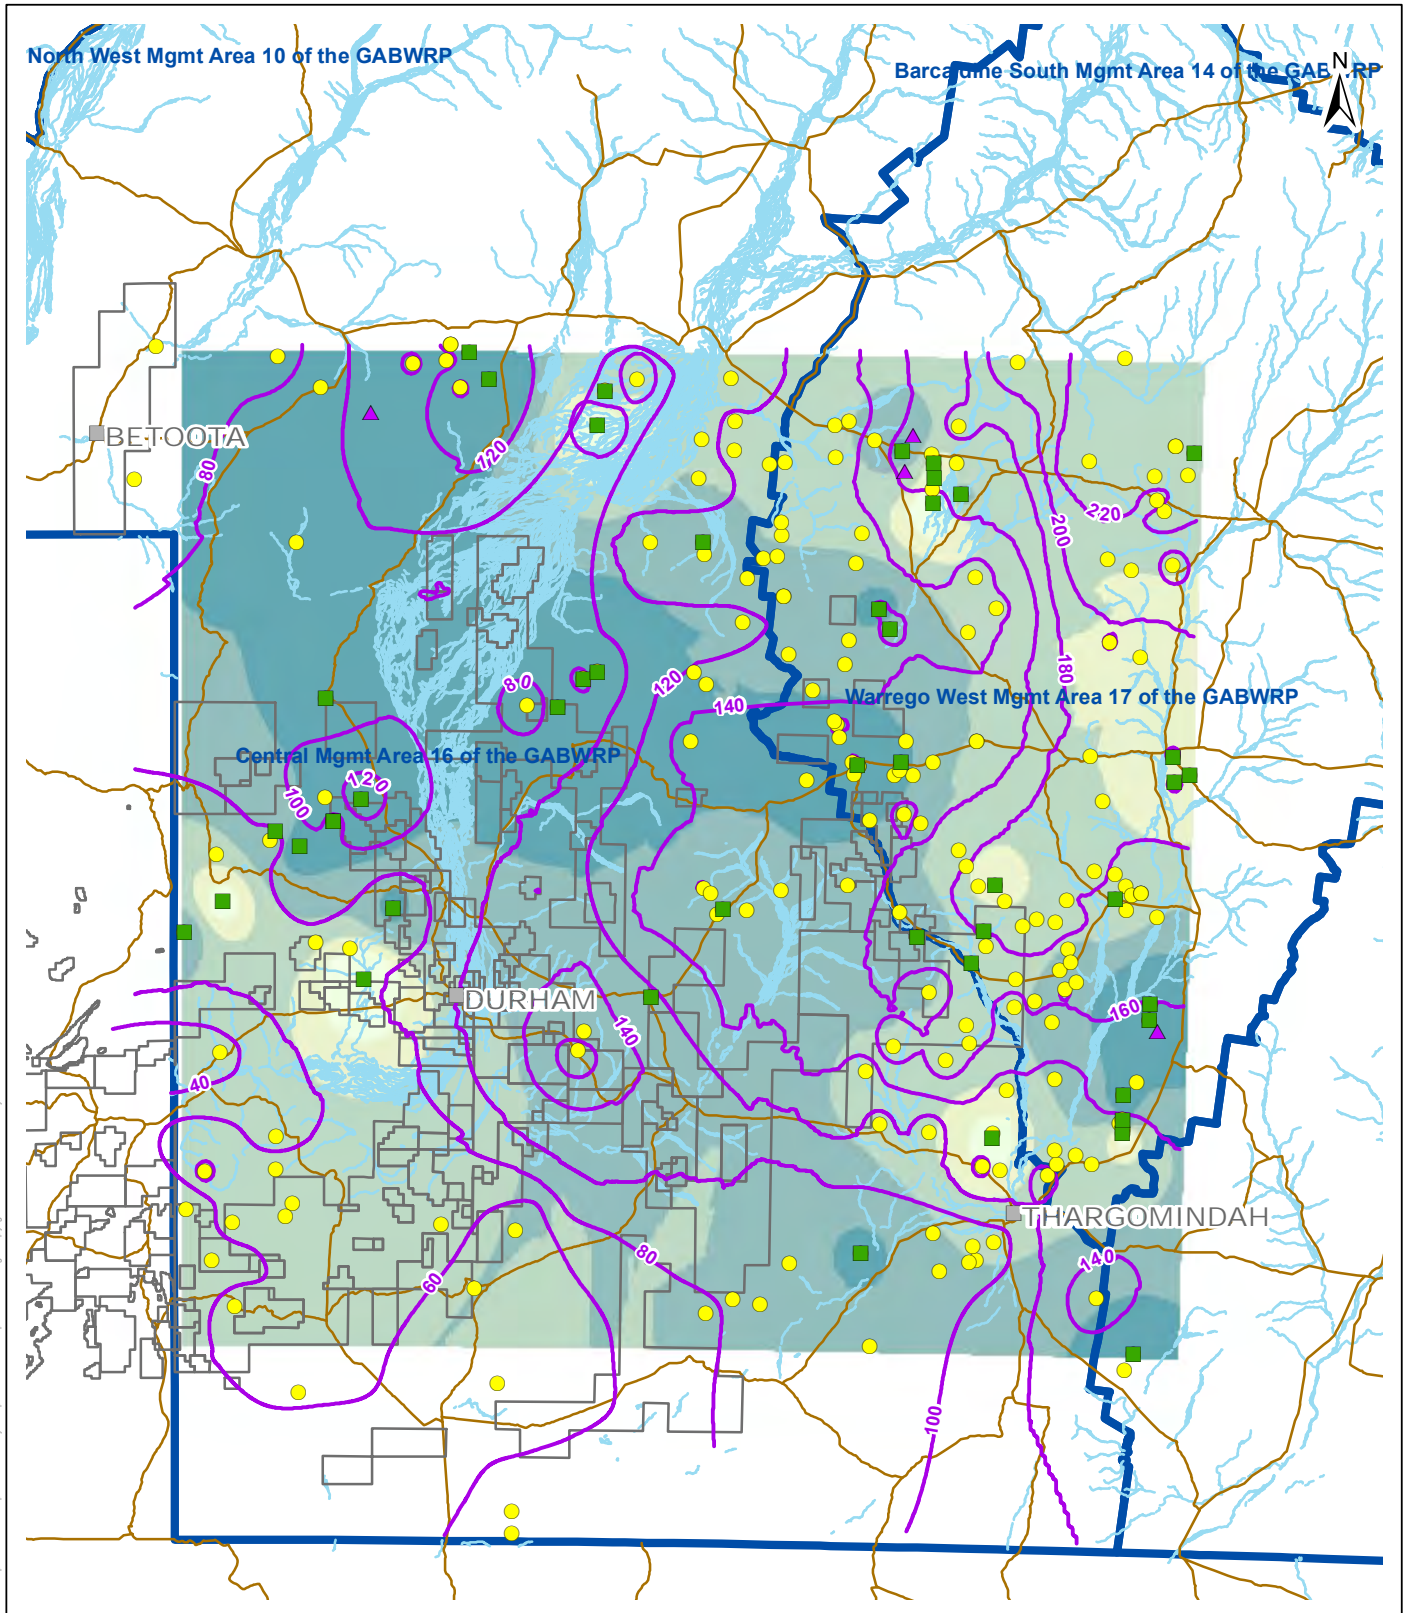 North West Mgmt Area 10 of the GABWRP
N
Barcaldine South Mgmt Area 14 of the GAB RP
BETOOTA
80
120
220
200
180
80
120
140
Warrego West Mgmt Area 17 of the GABWRP
Central Mgmt Area 16 of the GABWRP
120
100
DURHAM
160
140
40
THARGOMINDAH
80
140
60
100